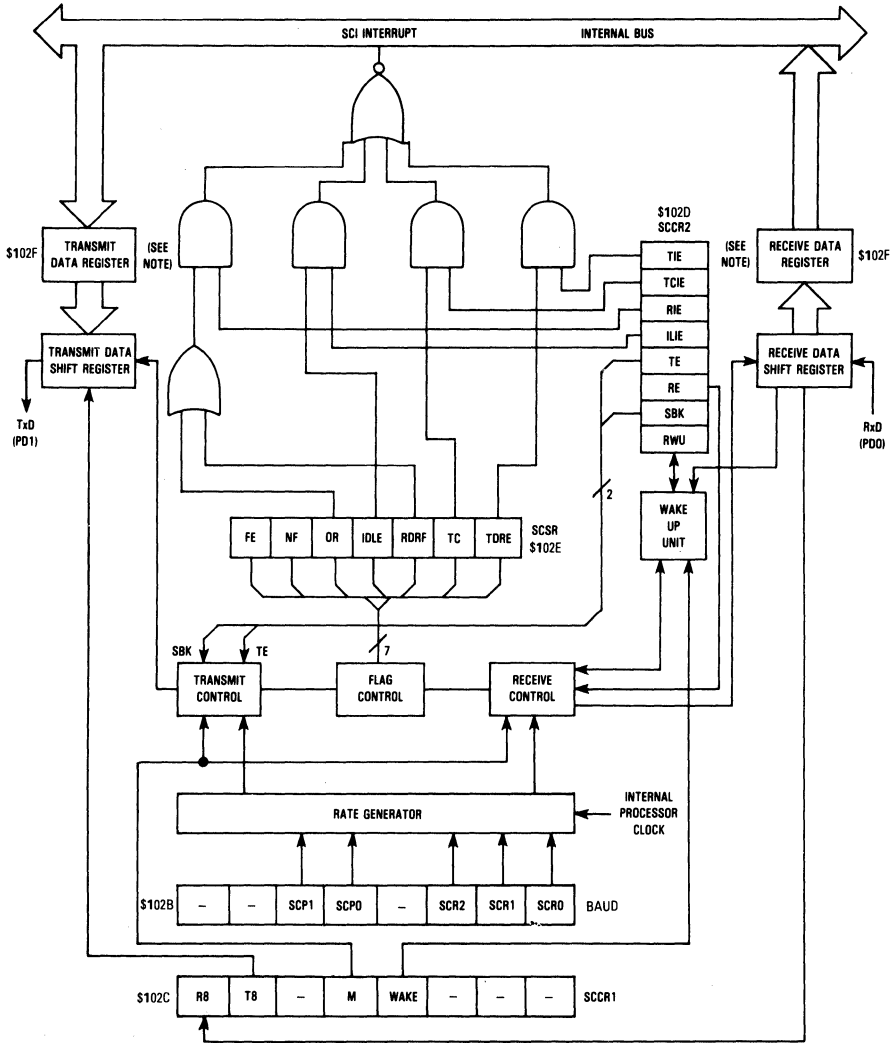 SCI INTERRUPT INTERNAL BUS
$102D
SCCR2
$102F
TRANSMIT
DATA REGISTER
(SEE
NOTE)
TIE
TCIE
RIE
ILIE
TE
RE
SBK
RWU
(SEE
NOTE)
RECEIVE DATA
REGISTER
$102F
TRANSMIT DATA
SHIFT REGISTER
RECEIVE DATA
SHIFT REGISTER
TxD
(PD1)
RxD
(PD0)
2
WAKE
UP
UNIT
FE NF OR IDLE RDRF TC TDRE
SCSR
$102E
SBK TE
7
TRANSMIT
CONTROL
FLAG
CONTROL
RECEIVE
CONTROL
RATE GENERATOR
INTERNAL
PROCESSOR
CLOCK
$102B – – SCP1 SCP0 – SCR2 SCR1 SCR0 BAUD
$102C R8 T8 – M WAKE – – – SCCR1